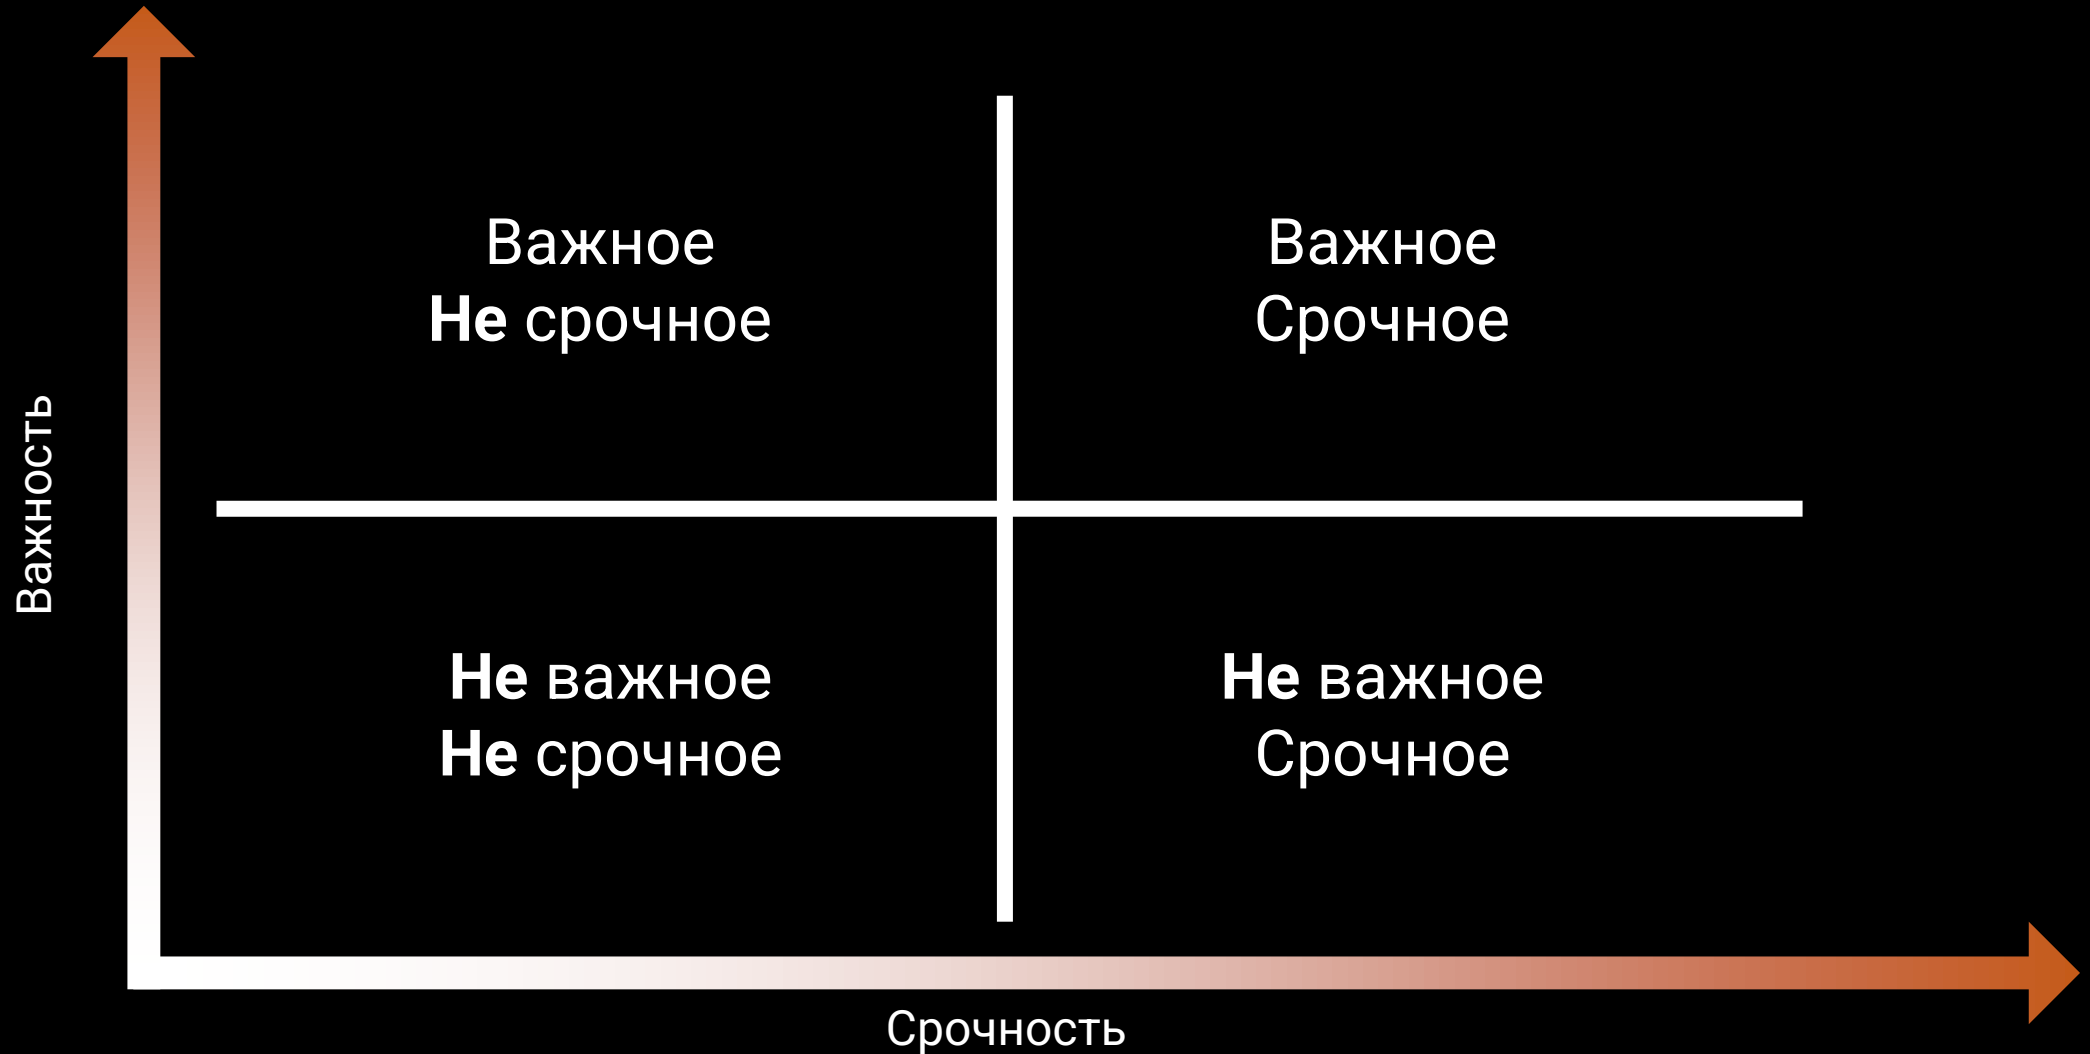 Важное
Не срочное
Важное
Срочное
Важность
Не важное
Не срочное
Не важное
Срочное
Срочность